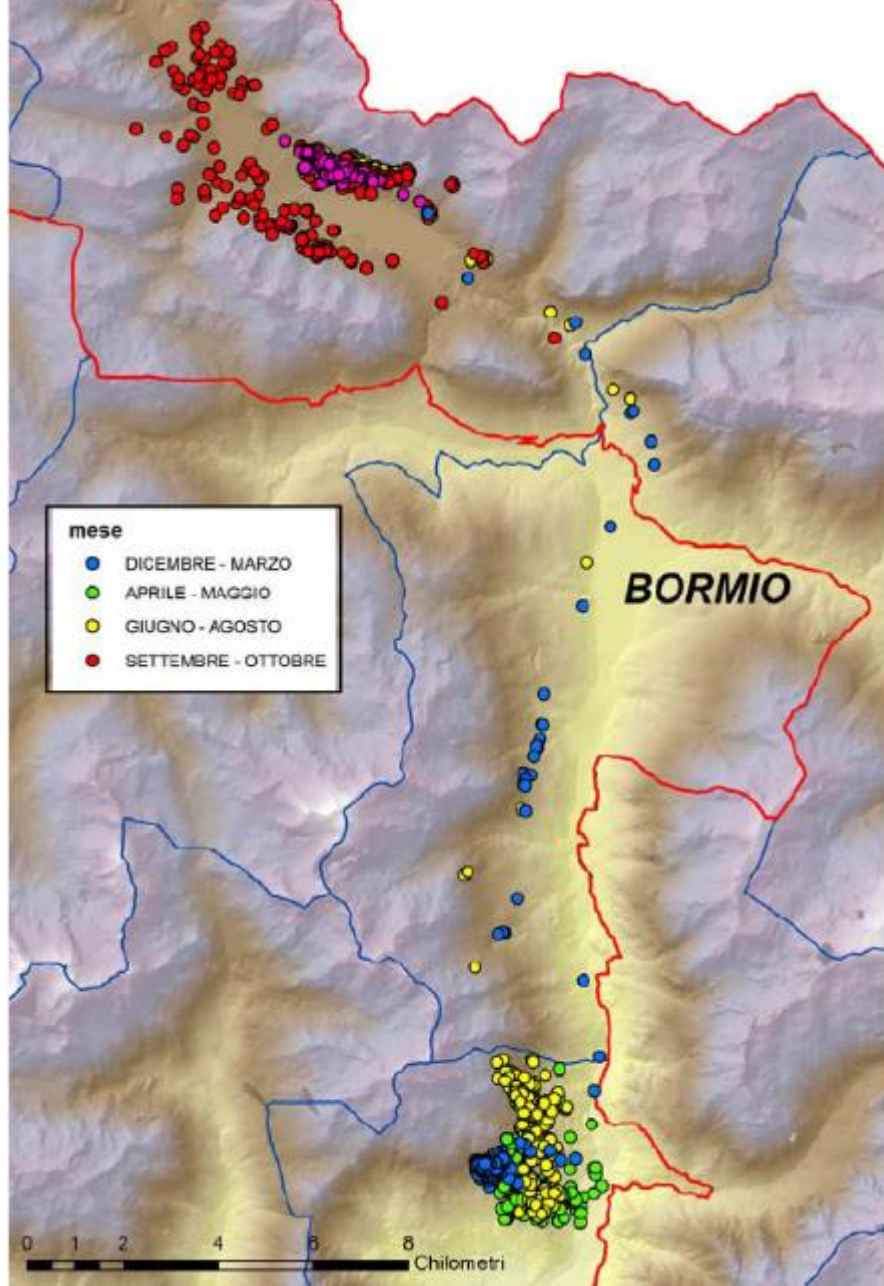 mese
DICEMBRE - MARZO
APRILE - MAGGIO
GIUGNO - AGOSTO
SETTEMBRE - OTTOBRE
BORMIO
0 1 2 4 6 8 Chilometri